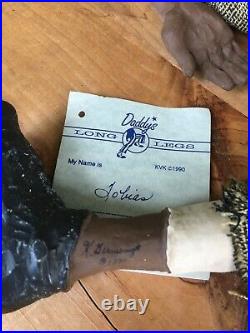 Daddy's
LONG LEGS
My Name is KVK ©1990
Tobias